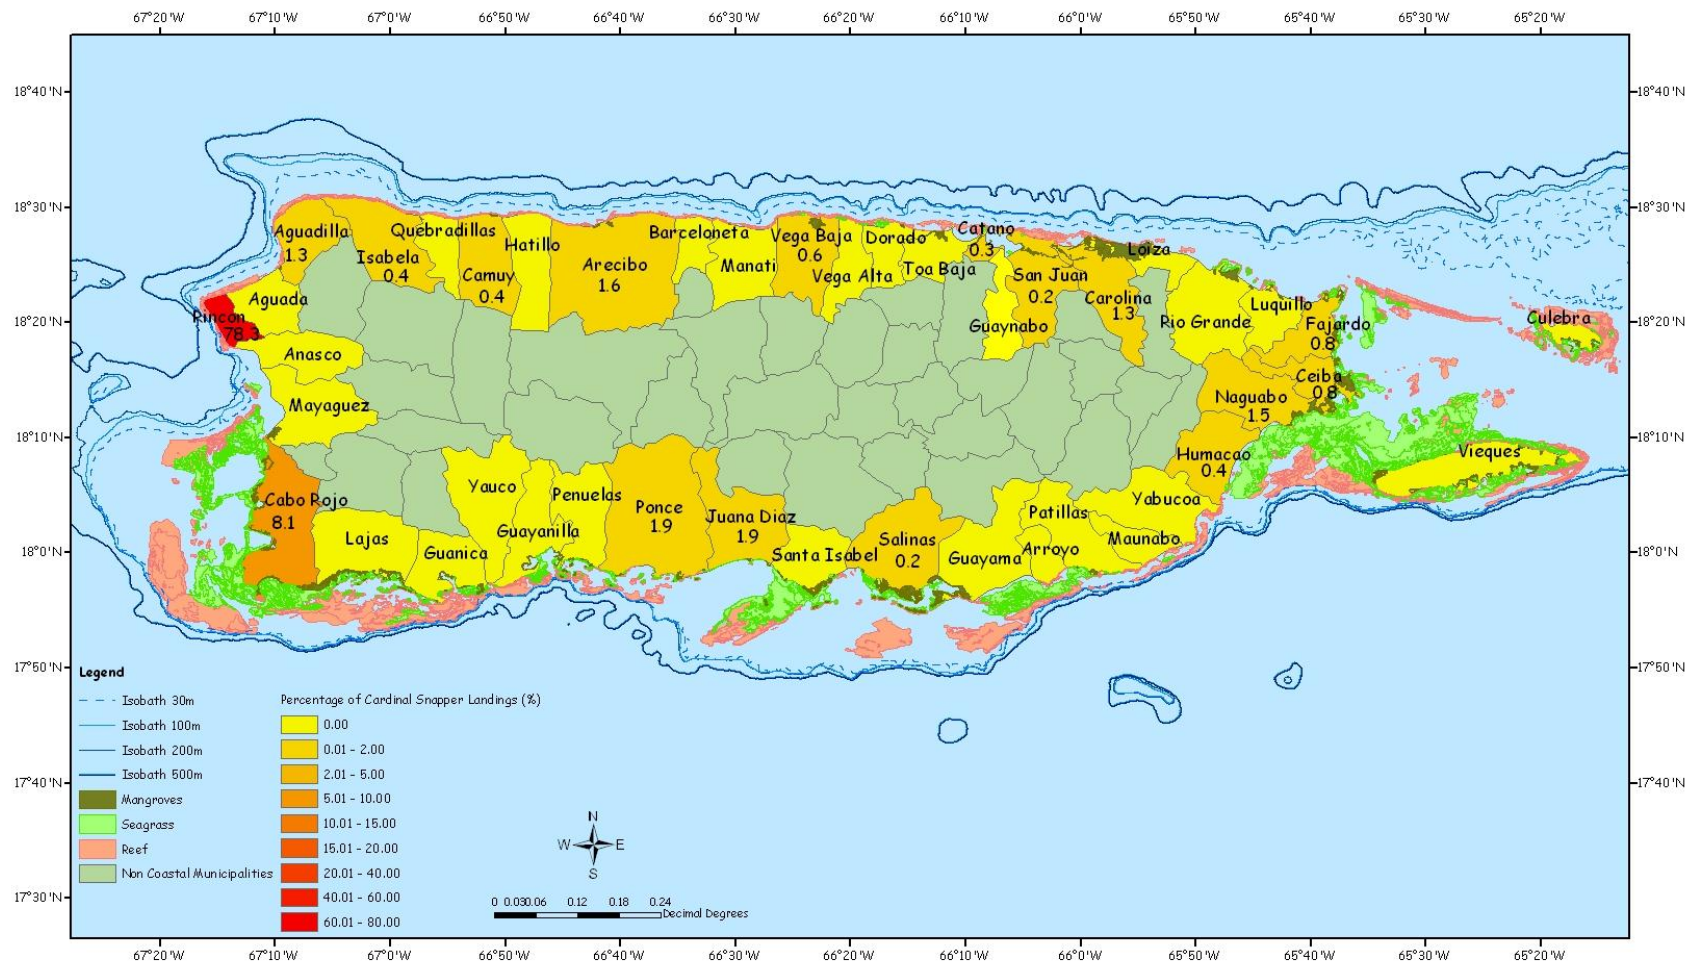 67°20'W 67°10'W 67°0'W 66°50'W 66°40'W 66°30'W 66°20'W 66°10'W 66°0'W 65°50'W 65°40'W 65°30'W 65°20'W
18°40'N 18°40'N
18°30'N 18°30'N
18°20'N 18°20'N
18°10'N 18°10'N
18°0'N 18°0'N
17°50'N 17°50'N
17°40'N 17°40'N
17°30'N 17°30'N
Aguadilla
1.3
Isabela
0.4
Quebradillas
Camuy
0.4
Hatillo
Arecibo
1.6
Barceloneta
Manati
Vega Baja
0.6
Vega Alta
Dorado
Toa Baja
Catano
0.3
San Juan
0.2
Guaynabo
Carolina
1.3
Loiza
Rio Grande
Luquillo
Fajardo
0.8
Ceiba
0.8
Naguabo
1.5
Humacao
0.4
Culebra
Vieques
Rincon
78.3
Aguada
Anasco
Mayaguez
Cabo Rojo
8.1
Lajas
Guanica
Yauco
Guayanilla
Penuelas
Ponce
1.9
Juana Diaz
1.9
Santa Isabel
Salinas
0.2
Guayama
Arroyo
Patillas
Maunabo
Yabucoa
Legend
Isobath 30m
Isobath 100m
Isobath 200m
Isobath 500m
Mangroves
Seagrass
Reef
Non Coastal Municipalities
Percentage of Cardinal Snapper Landings (%)
0.00
0.01 - 2.00
2.01 - 5.00
5.01 - 10.00
10.01 - 15.00
15.01 - 20.00
20.01 - 40.00
40.01 - 60.00
60.01 - 80.00
N
W E
S
0 0.030.06 0.12 0.18 0.24
Decimal Degrees
67°20'W 67°10'W 67°0'W 66°50'W 66°40'W 66°30'W 66°20'W 66°10'W 66°0'W 65°50'W 65°40'W 65°30'W 65°20'W